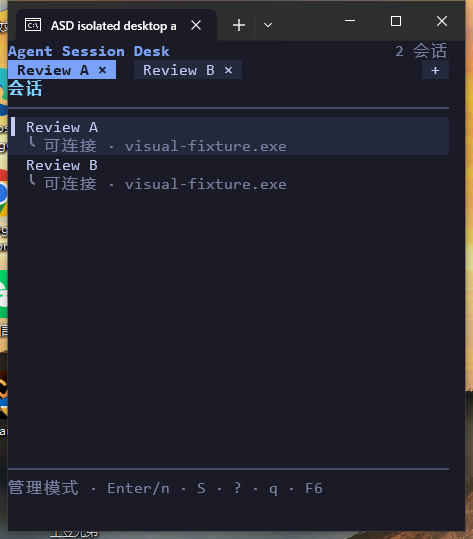 ASD isolated desktop a
Agent Session Desk 2 会话
Review A × Review B × +
会话
Review A
╰ 可连接 · visual-fixture.exe
Review B
╰ 可连接 · visual-fixture.exe
管理模式 · Enter/n · S · ? · q · F6